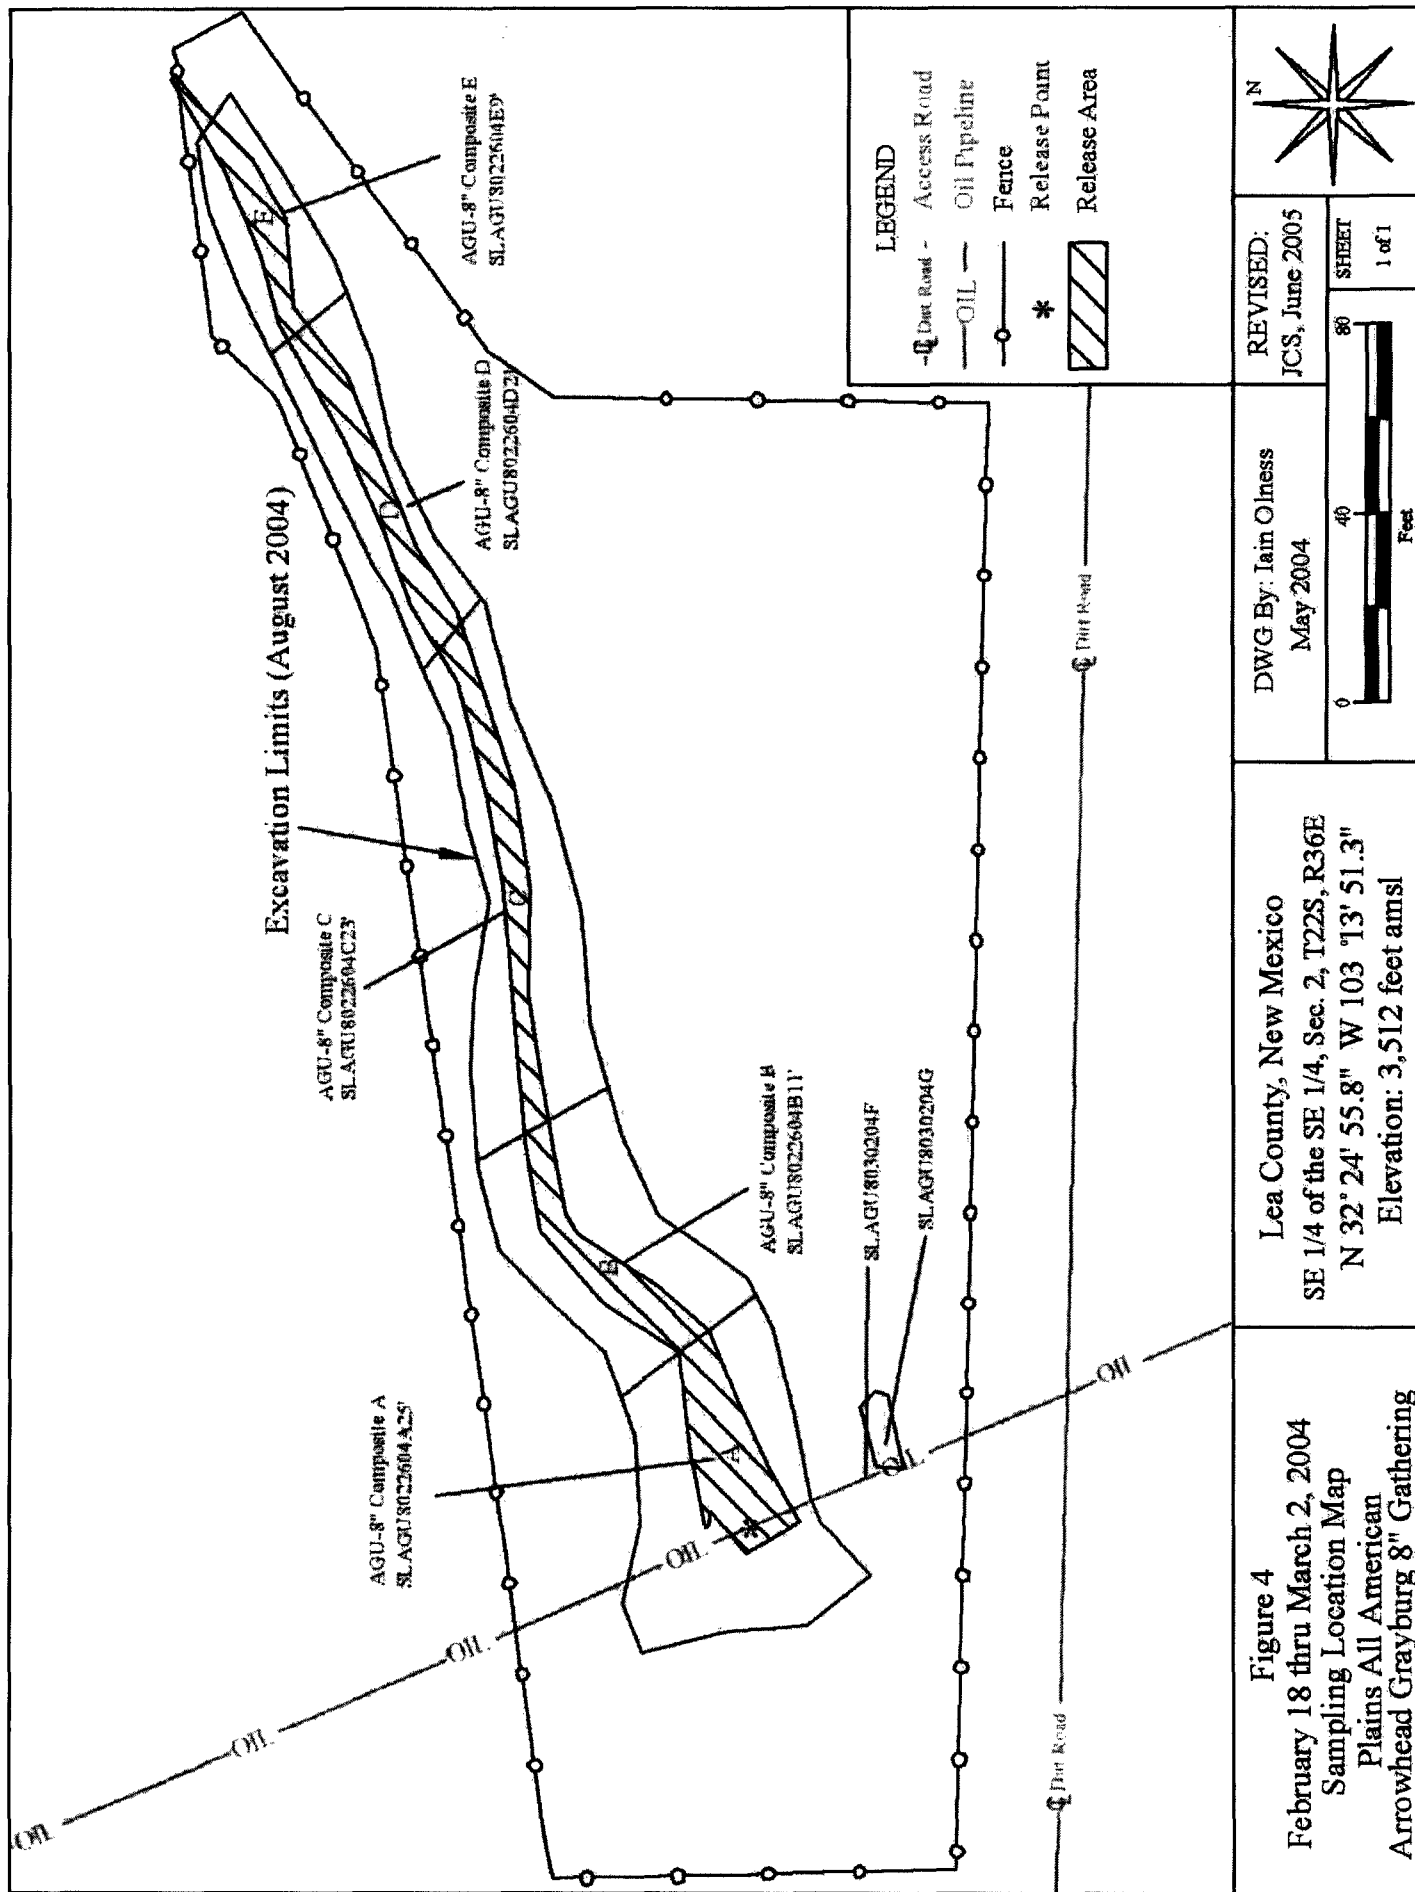 Excavation Limits (August 2004)
AGU-8" Composite A
SLAGU8022604A25'
AGU-8" Composite B
SLAGU8022604B11'
AGU-8" Composite C
SLAGU8022604C23'
AGU-8" Composite D
SLAGU8022604D21'
AGU-8" Composite E
SLAGU8022604E9'
SLAGU8030204F
SLAGU8030204G
A
B
C
D
E
OIL
OIL
OIL
OIL
OIL
OIL
Dirt Road
Dirt Road
LEGEND
Dirt Road - Access Road
OIL Oil Pipeline
Fence
* Release Point
Release Area
Figure 4
February 18 thru March 2, 2004
Sampling Location Map
Plains All American
Arrowhead Grayburg 8" Gathering
Lea County, New Mexico
SE 1/4 of the SE 1/4, Sec. 2, T22S, R36E
N 32° 24' 55.8" W 103 °13' 51.3"
Elevation: 3,512 feet amsl
DWG By: Iain Olness
May 2004
REVISED:
JCS, June 2005
0 40 80
Feet
SHEET
1 of 1
N